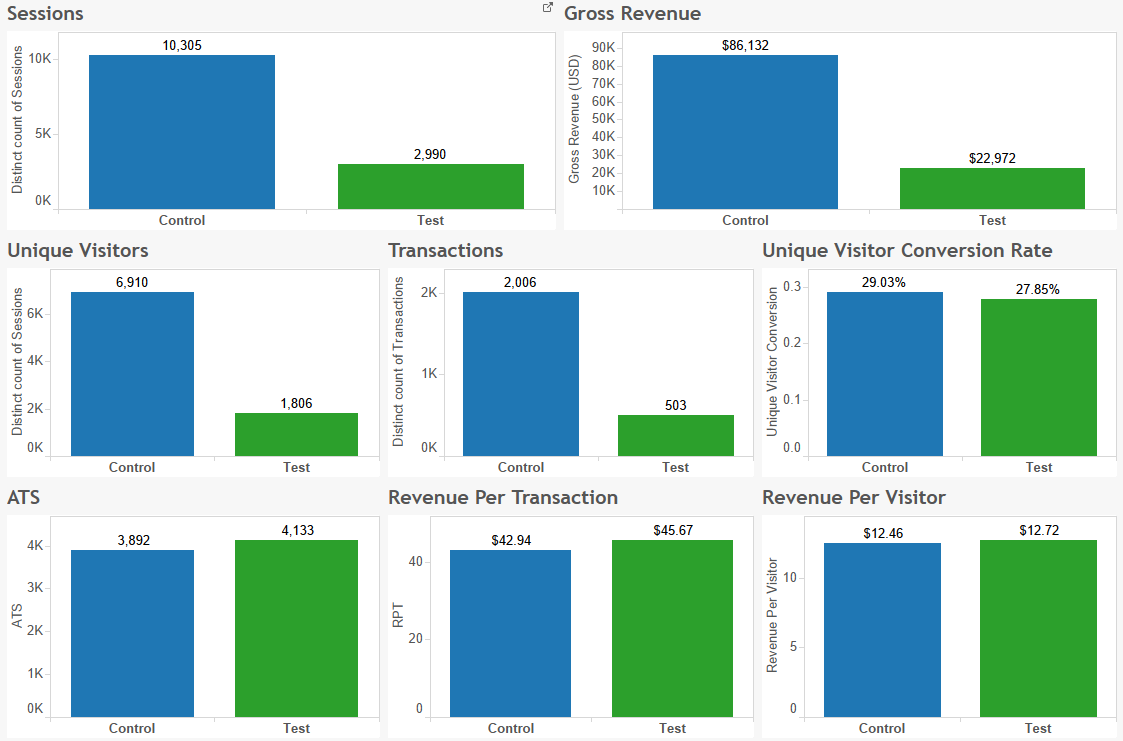 Sessions
Distinct count of Sessions
10K
5K
0K
10,305
2,990
Control
Test
Gross Revenue
Gross Revenue (USD)
90K
80K
70K
60K
50K
40K
30K
20K
10K
$86,132
$22,972
Control
Test
Unique Visitors
Distinct count of Sessions
6K
4K
2K
0K
6,910
1,806
Control
Test
Transactions
Distinct count of Transactions
2K
1K
0K
2,006
503
Control
Test
Unique Visitor Conversion Rate
Unique Visitor Conversion
0.3
0.2
0.1
0.0
29.03%
27.85%
Control
Test
ATS
ATS
4K
3K
2K
1K
0K
3,892
4,133
Control
Test
Revenue Per Transaction
RPT
40
20
0
$42.94
$45.67
Control
Test
Revenue Per Visitor
Revenue Per Visitor
10
5
0
$12.46
$12.72
Control
Test